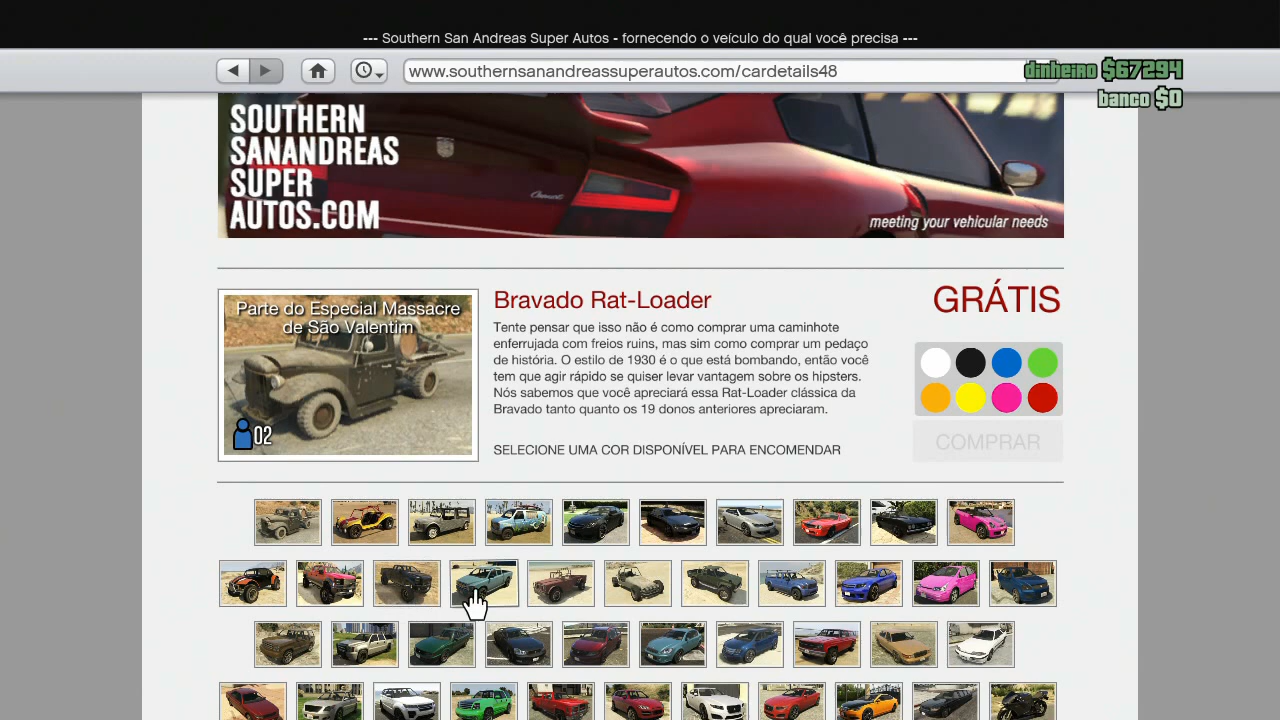 --- Southern San Andreas Super Autos - fornecendo o veículo do qual você precisa ---
www.southernsanandreassuperautos.com/cardetails48
dinheiro $67294
banco $0
SOUTHERN
SANANDREAS
SUPER
AUTOS.COM
meeting your vehicular needs
Parte do Especial Massacre
de São Valentim
02
Bravado Rat-Loader
Tente pensar que isso não é como comprar uma caminhote
enferrujada com freios ruins, mas sim como comprar um pedaço
de história. O estilo de 1930 é o que está bombando, então você
tem que agir rápido se quiser levar vantagem sobre os hipsters.
Nós sabemos que você apreciará essa Rat-Loader clássica da
Bravado tanto quanto os 19 donos anteriores apreciaram.
SELECIONE UMA COR DISPONÍVEL PARA ENCOMENDAR
GRÁTIS
COMPRAR